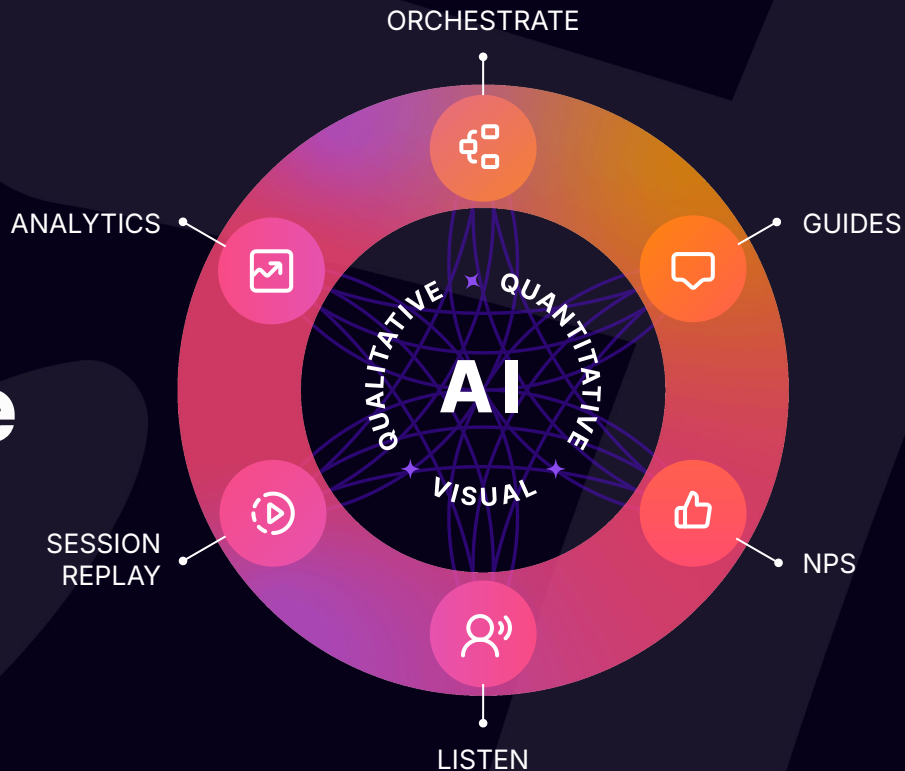 ORCHESTRATE
ANALYTICS
GUIDES
QUALITATIVE
QUANTITATIVE
AI
VISUAL
e
SESSION
REPLAY
NPS
LISTEN